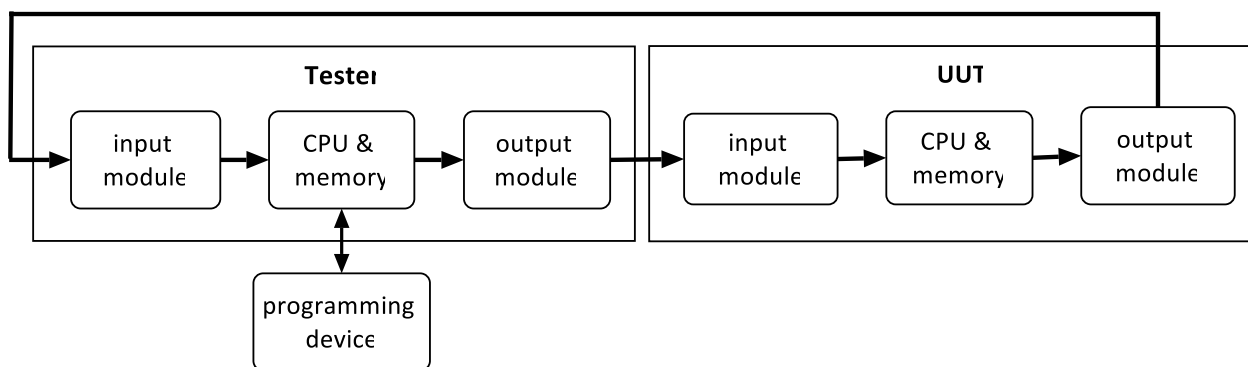 Tester
UUT
input
module
CPU &
memory
output
module
input
module
CPU &
memory
output
module
programming
device